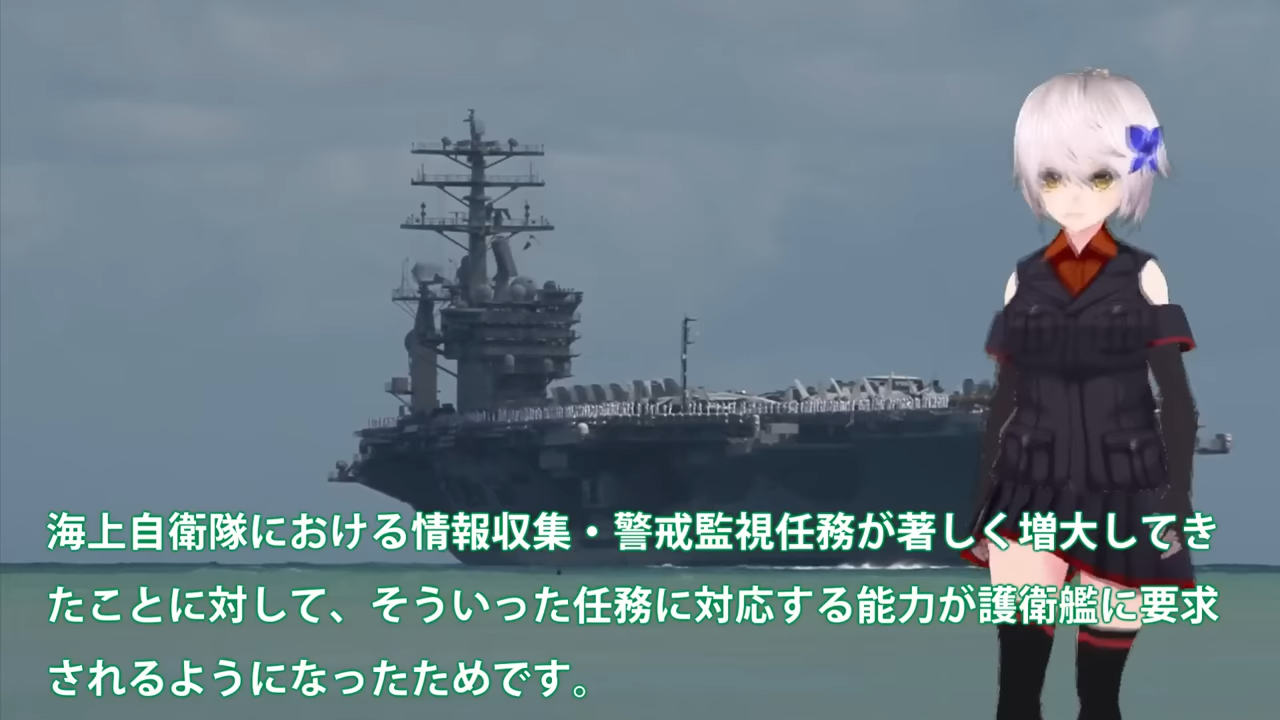 海上自衛隊における情報収集・警戒監視任務が著しく増大してき
たことに対して、そういった任務に対応する能力が護衛艦に要求
されるようになったためです。